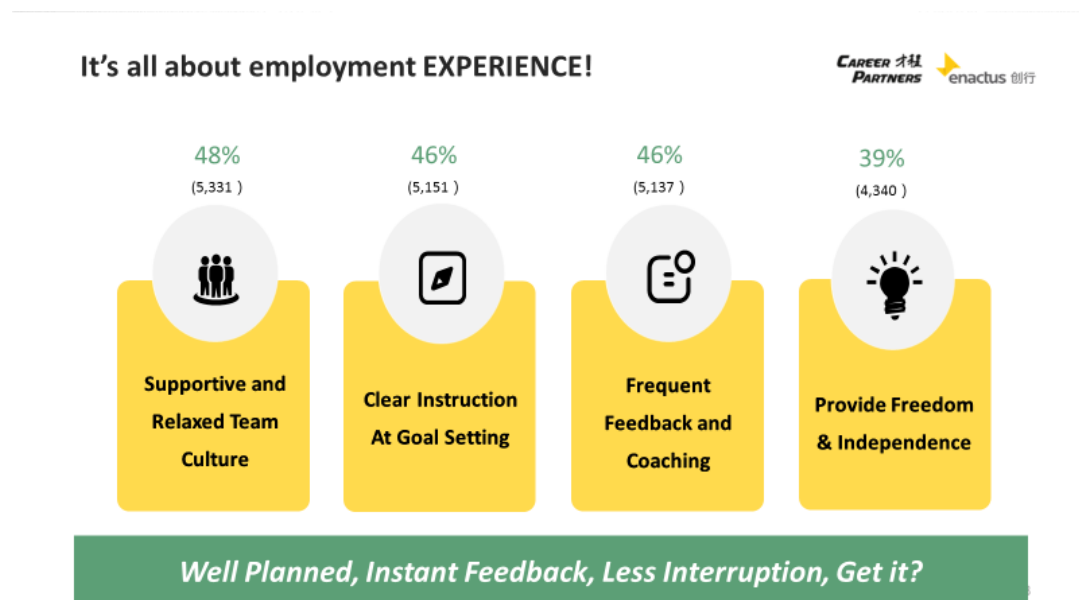 It's all about employment EXPERIENCE!
CAREER 才社
PARTNERS
enactus 创行
48%
(5,331 )
46%
(5,151 )
46%
(5,137 )
39%
(4,340 )
Supportive and
Relaxed Team
Culture
Clear Instruction
At Goal Setting
Frequent
Feedback and
Coaching
Provide Freedom
& Independence
Well Planned, Instant Feedback, Less Interruption, Get it?